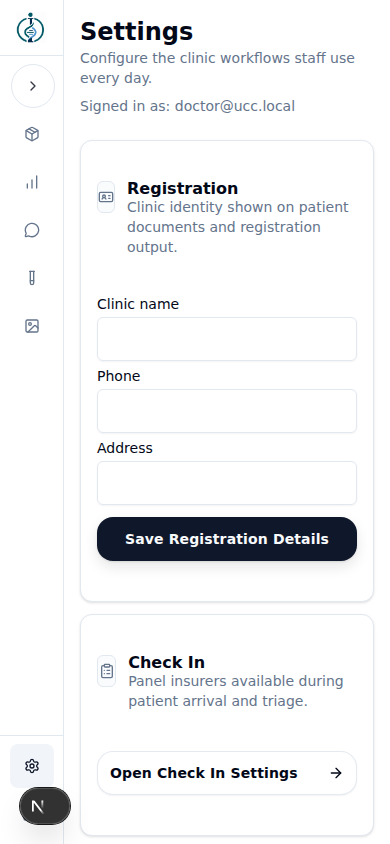 Settings
Configure the clinic workflows staff use
every day.
Signed in as: doctor@ucc.local
Registration
Clinic identity shown on patient
documents and registration
output.
Clinic name
Phone
Address
Save Registration Details
Check In
Panel insurers available during
patient arrival and triage.
Open Check In Settings
N